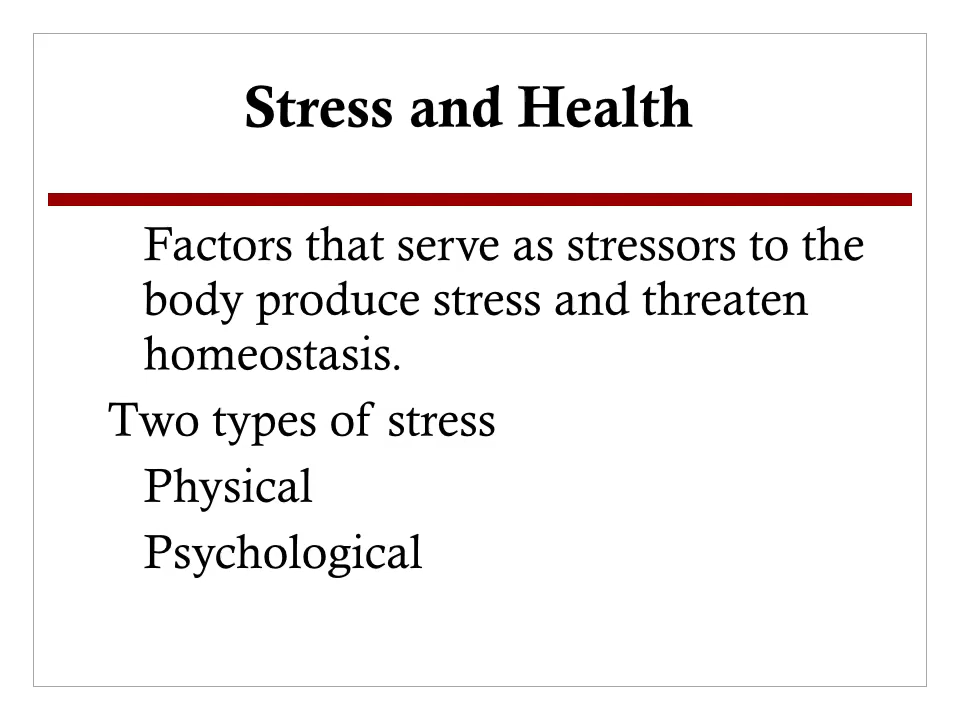 Stress and Health
Factors that serve as stressors to the
body produce stress and threaten
homeostasis.
Two types of stress
Physical
Psychological